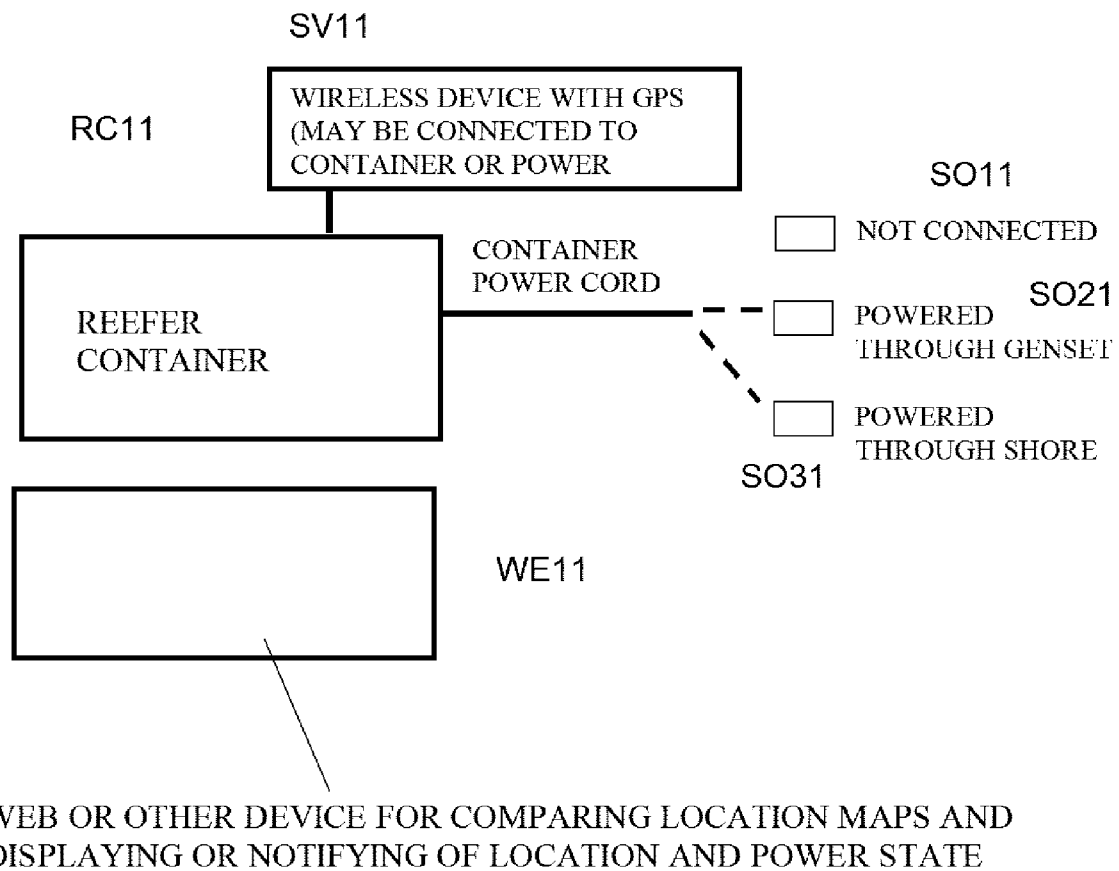 SV11
WIRELESS DEVICE WITH GPS
(MAY BE CONNECTED TO
CONTAINER OR POWER
RC11
SO11
NOT CONNECTED
CONTAINER
POWER CORD
SO21
POWERED
THROUGH GENSET
REEFER
CONTAINER
POWERED
THROUGH SHORE
SO31
WE11
WEB OR OTHER DEVICE FOR COMPARING LOCATION MAPS AND
DISPLAYING OR NOTIFYING OF LOCATION AND POWER STATE